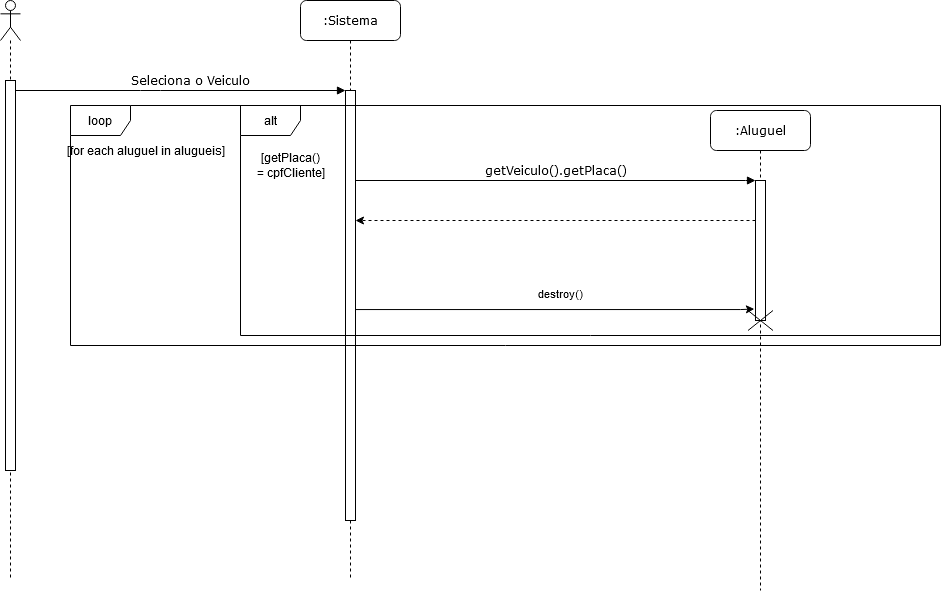 :Sistema
Seleciona o Veiculo
loop
alt
:Aluguel
[for each aluguel in alugueis]
[getPlaca()
= cpfCliente]
getVeiculo().getPlaca()
destroy()